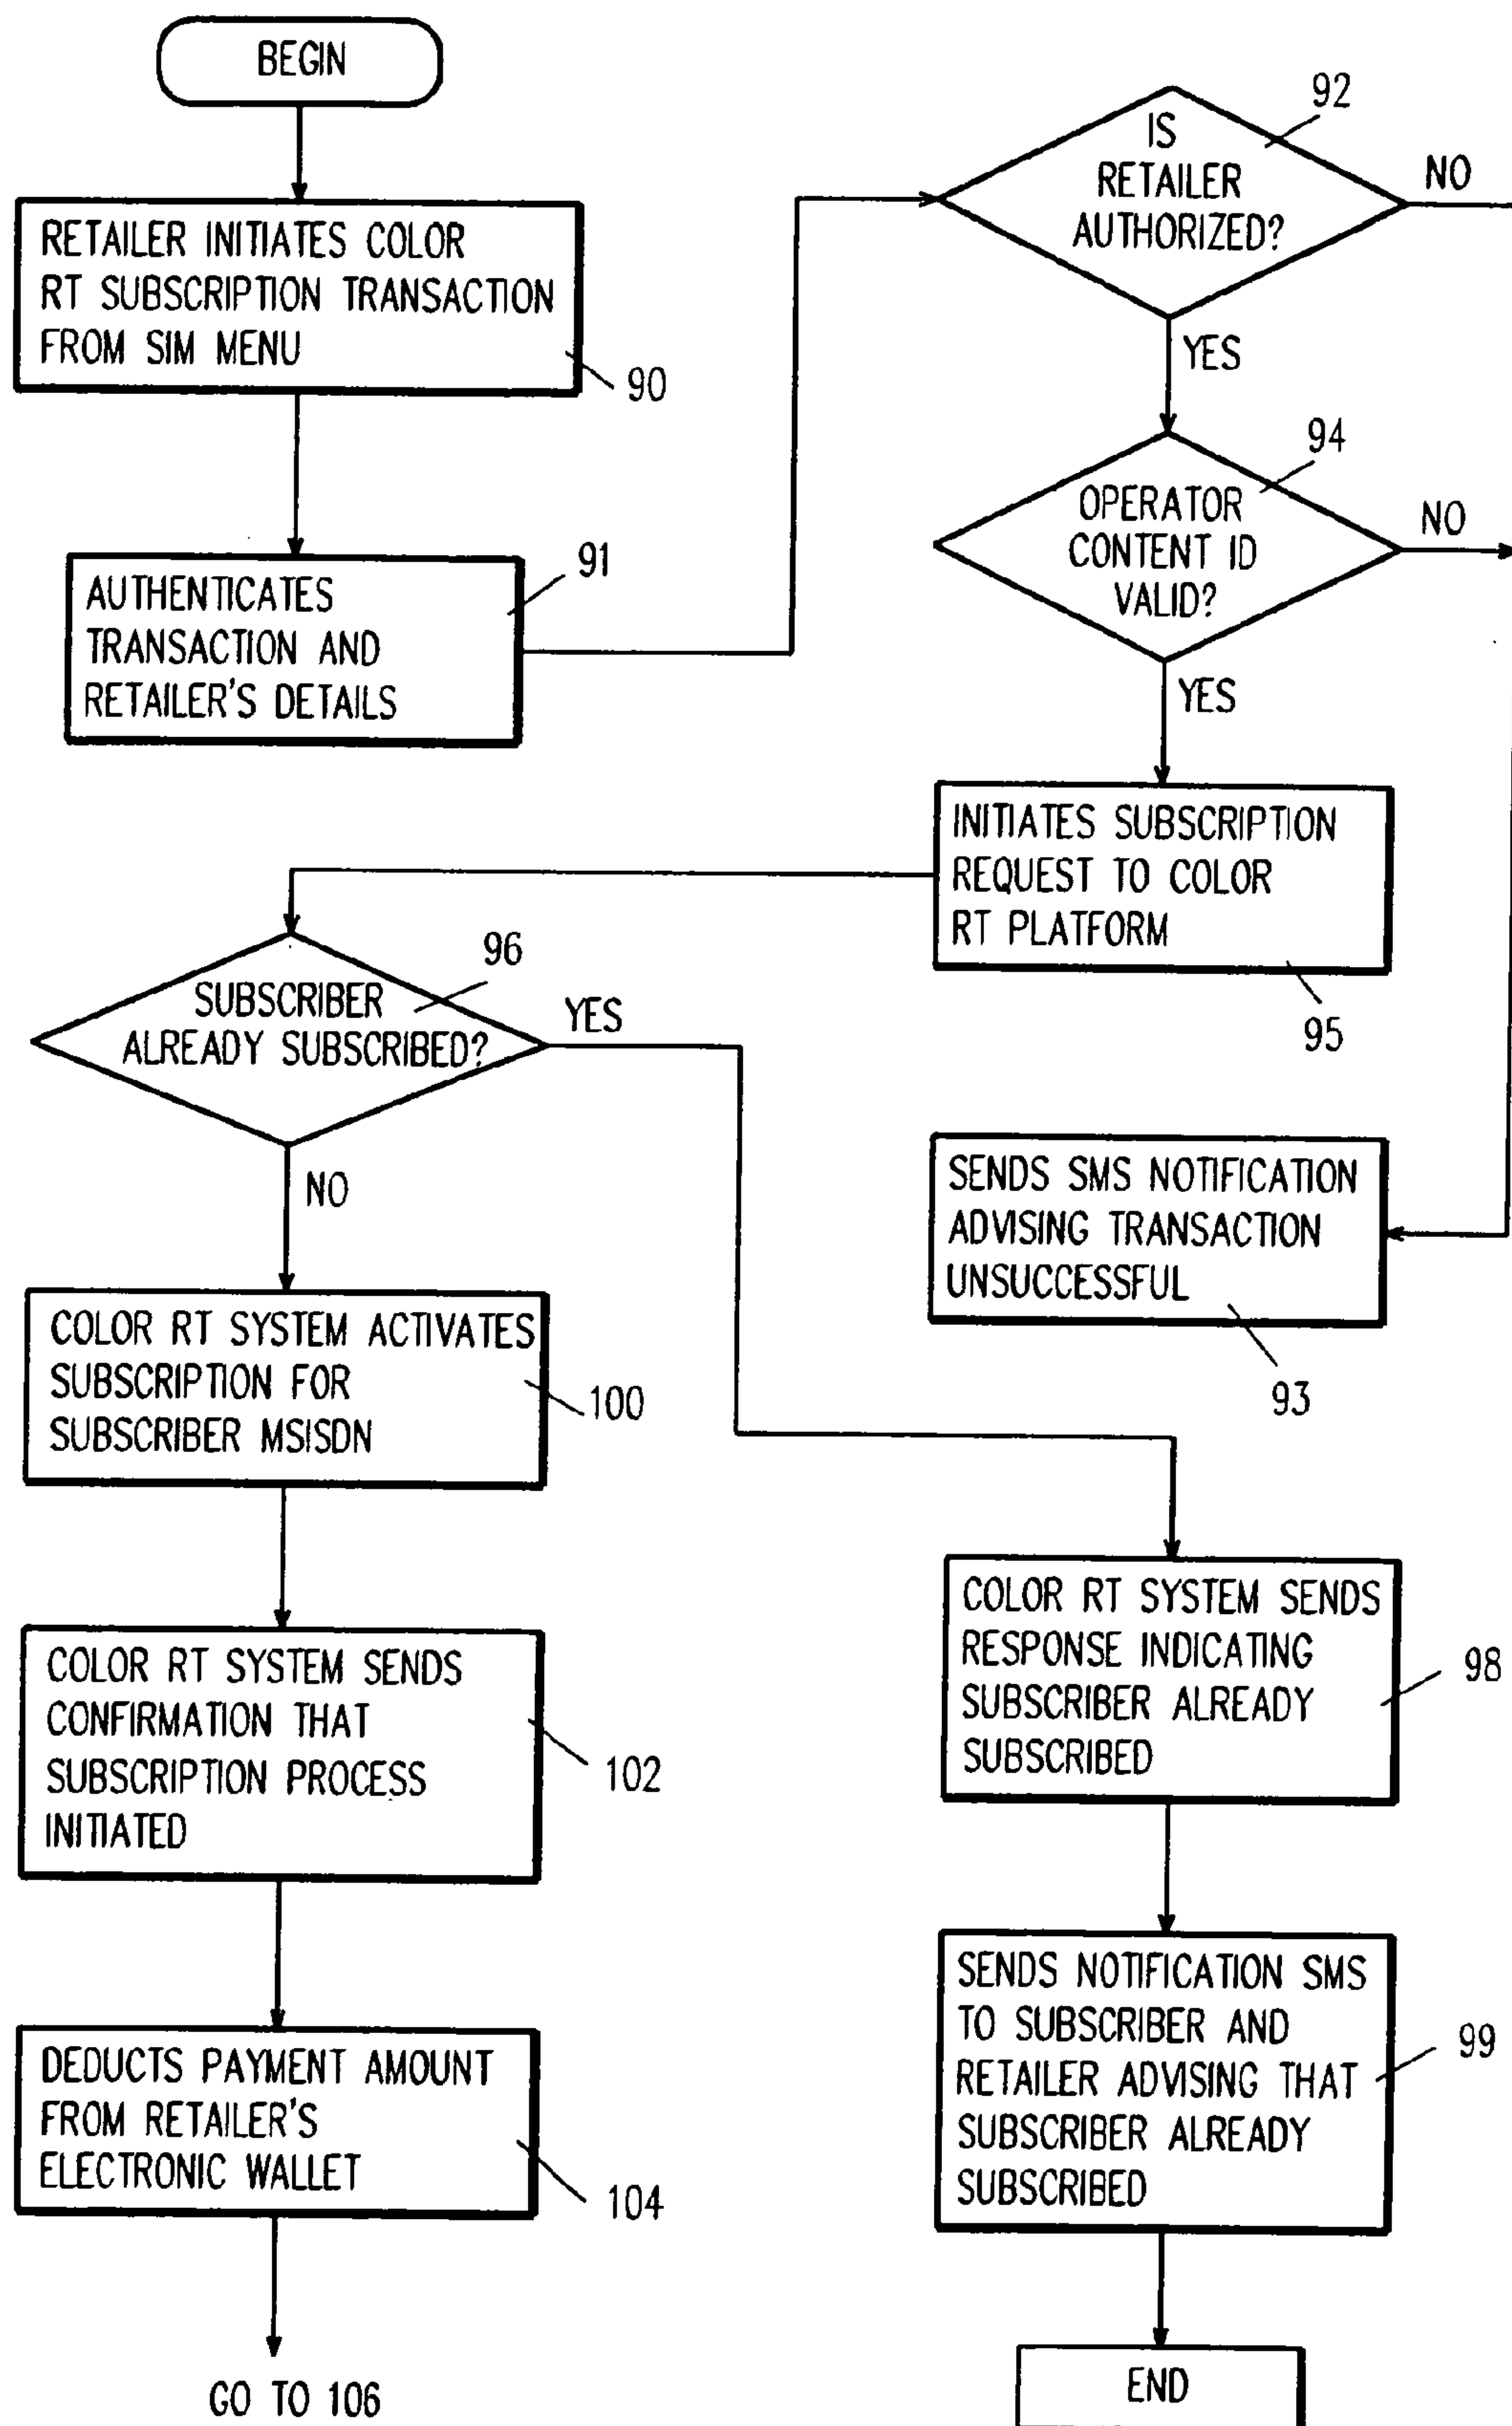 BEGIN
RETAILER INITIATES COLOR
RT SUBSCRIPTION TRANSACTION
FROM SIM MENU
90
AUTHENTICATES
TRANSACTION AND
RETAILER'S DETAILS
91
IS
RETAILER
AUTHORIZED?
92
NO
YES
OPERATOR
CONTENT ID
VALID?
94
NO
YES
INITIATES SUBSCRIPTION
REQUEST TO COLOR
RT PLATFORM
95
SUBSCRIBER
ALREADY SUBSCRIBED?
96
YES
NO
SENDS SMS NOTIFICATION
ADVISING TRANSACTION
UNSUCCESSFUL
93
COLOR RT SYSTEM ACTIVATES
SUBSCRIPTION FOR
SUBSCRIBER MSISDN
100
COLOR RT SYSTEM SENDS
CONFIRMATION THAT
SUBSCRIPTION PROCESS
INITIATED
102
DEDUCTS PAYMENT AMOUNT
FROM RETAILER'S
ELECTRONIC WALLET
104
GO TO 106
COLOR RT SYSTEM SENDS
RESPONSE INDICATING
SUBSCRIBER ALREADY
SUBSCRIBED
98
SENDS NOTIFICATION SMS
TO SUBSCRIBER AND
RETAILER ADVISING THAT
SUBSCRIBER ALREADY
SUBSCRIBED
99
END